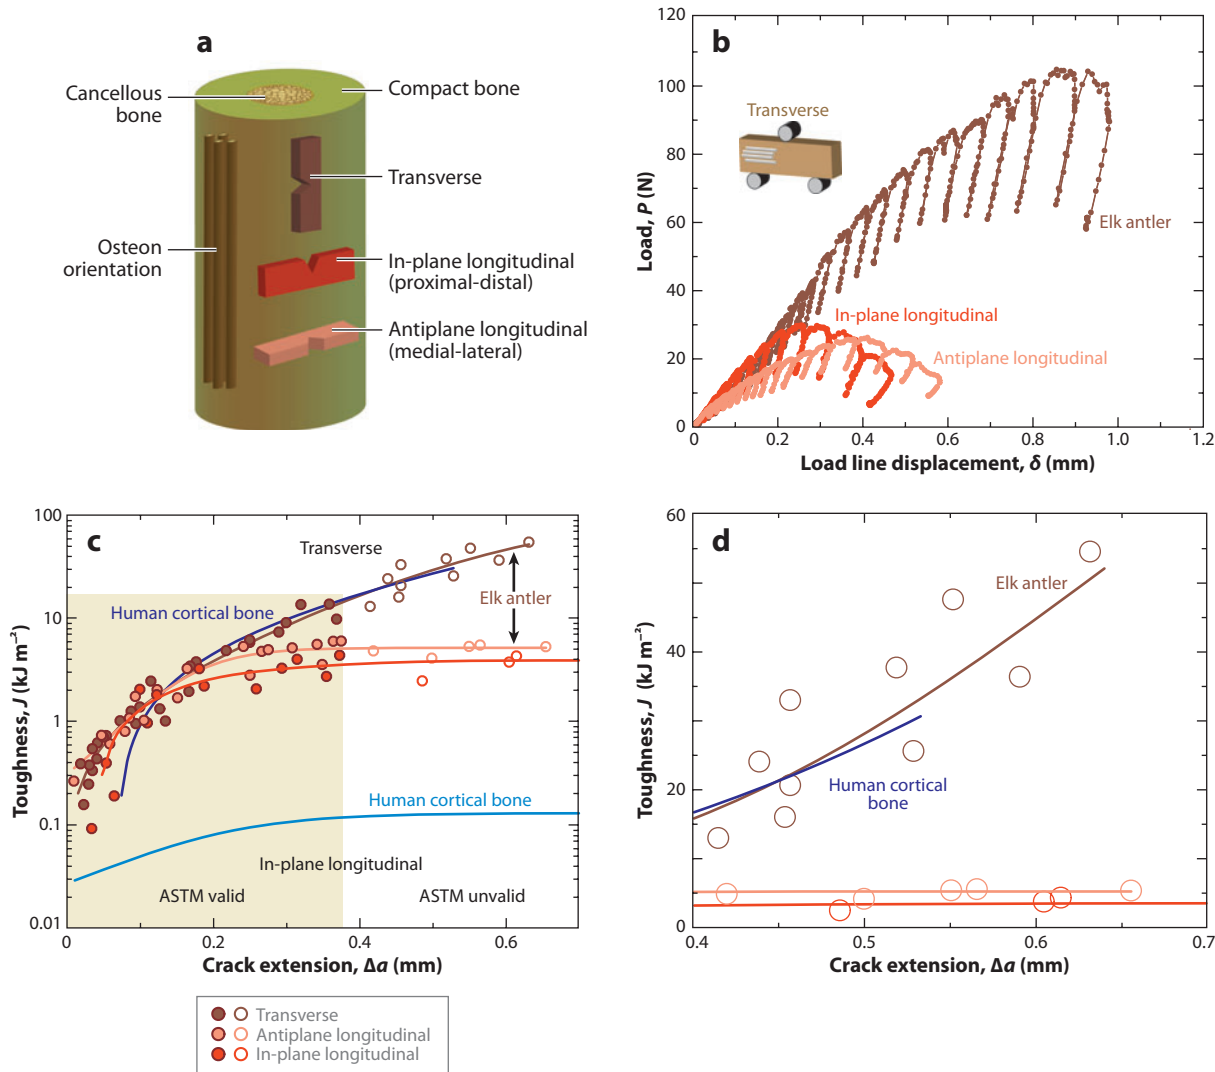 a
Cancellous
bone
Compact bone
Transverse
Osteon
orientation
In-plane longitudinal
(proximal-distal)
Antiplane longitudinal
(medial-lateral)
b
120
100
80
60
40
20
0
Load, P (N)
Transverse
Elk antler
In-plane longitudinal
Antiplane longitudinal
0 0.2 0.4 0.6 0.8 1.0 1.2
Load line displacement, δ (mm)
c
100
10
1
0.1
0.01
Toughness, J (kJ m⁻²)
Transverse
Human cortical bone
Elk antler
Human cortical bone
In-plane longitudinal
ASTM valid
ASTM unvalid
0 0.2 0.4 0.6
Crack extension, Δa (mm)
d
60
40
20
0
Toughness, J (kJ m⁻²)
Elk antler
Human cortical
bone
0.4 0.5 0.6 0.7
Crack extension, Δa (mm)
Transverse
Antiplane longitudinal
In-plane longitudinal